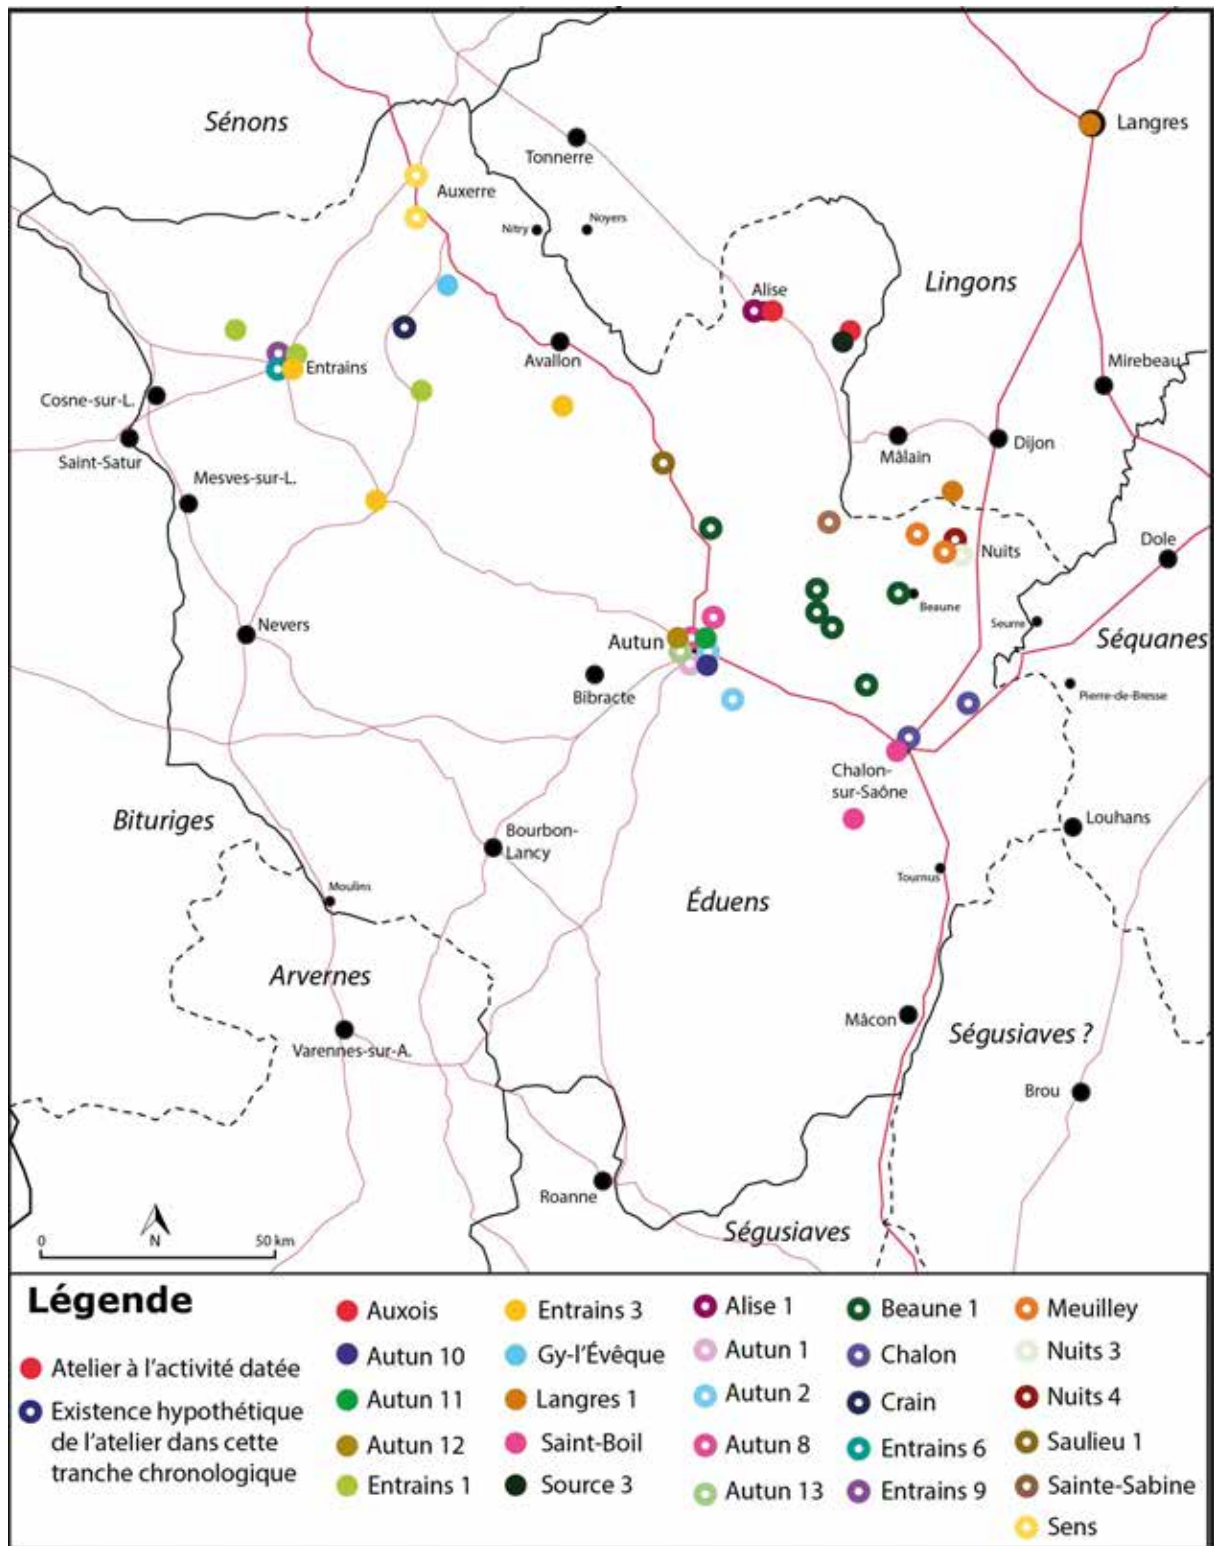 Sénons
Langres
Tonnerre
Auxerre
Nitry
Noyers
Alise
Lingons
Avallon
Entrains
Mirebeau
Cosne-sur-L.
Saint-Satur
Mâlain
Dijon
Mesves-sur-L.
Nuits
Dole
Beaune
Seurre
Nevers
Autun
Séquanes
Bibracte
Pierre-de-Bresse
Chalon-
sur-Saône
Bituriges
Bourbon-
Lancy
Louhans
Moulins
Tournus
Éduens
Arvernes
Mâcon
Ségusiaves ?
Varennes-sur-A.
Brou
Roanne
Ségusiaves
0
N
50 km
Légende
Atelier à l'activité datée
Existence hypothétique
de l'atelier dans cette
tranche chronologique
Auxois
Autun 10
Autun 11
Autun 12
Entrains 1
Entrains 3
Gy-l'Évêque
Langres 1
Saint-Boil
Source 3
Alise 1
Autun 1
Autun 2
Autun 8
Autun 13
Beaune 1
Chalon
Crain
Entrains 6
Entrains 9
Meuilley
Nuits 3
Nuits 4
Saulieu 1
Sainte-Sabine
Sens